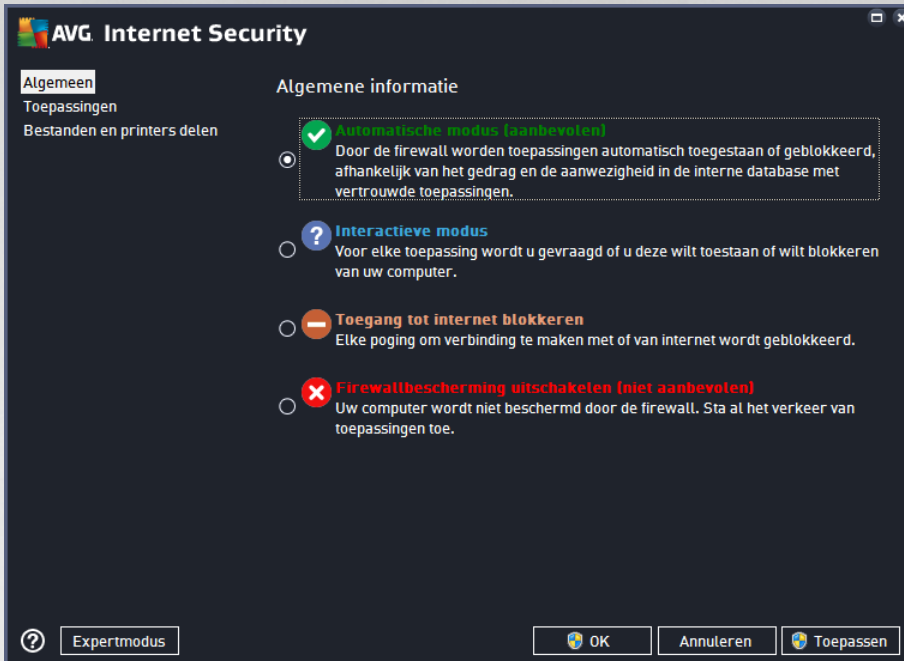 AVG Internet Security
Algemeen
Toepassingen
Bestanden en printers delen
Algemene informatie
Automatische modus (aanbevolen)
Door de firewall worden toepassingen automatisch toegestaan of geblokkeerd,
afhankelijk van het gedrag en de aanwezigheid in de interne database met
vertrouwde toepassingen.
Interactieve modus
Voor elke toepassing wordt u gevraagd of u deze wilt toestaan of wilt blokkeren
van uw computer.
Toegang tot internet blokkeren
Elke poging om verbinding te maken met of van internet wordt geblokkeerd.
Firewallbescherming uitschakelen (niet aanbevolen)
Uw computer wordt niet beschermd door de firewall. Sta al het verkeer van
toepassingen toe.
Expertmodus
OK
Annuleren
Toepassen